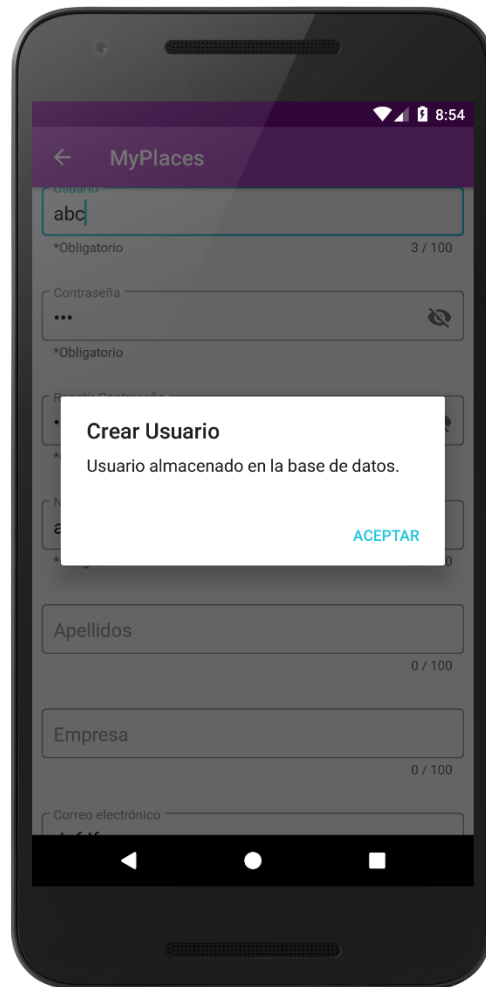 8:54
MyPlaces
Usuario
abc
*Obligatorio
3 / 100
Contraseña
•••
*Obligatorio
Crear Usuario
Usuario almacenado en la base de datos.
ACEPTAR
Apellidos
0 / 100
Empresa
0 / 100
Correo electrónico